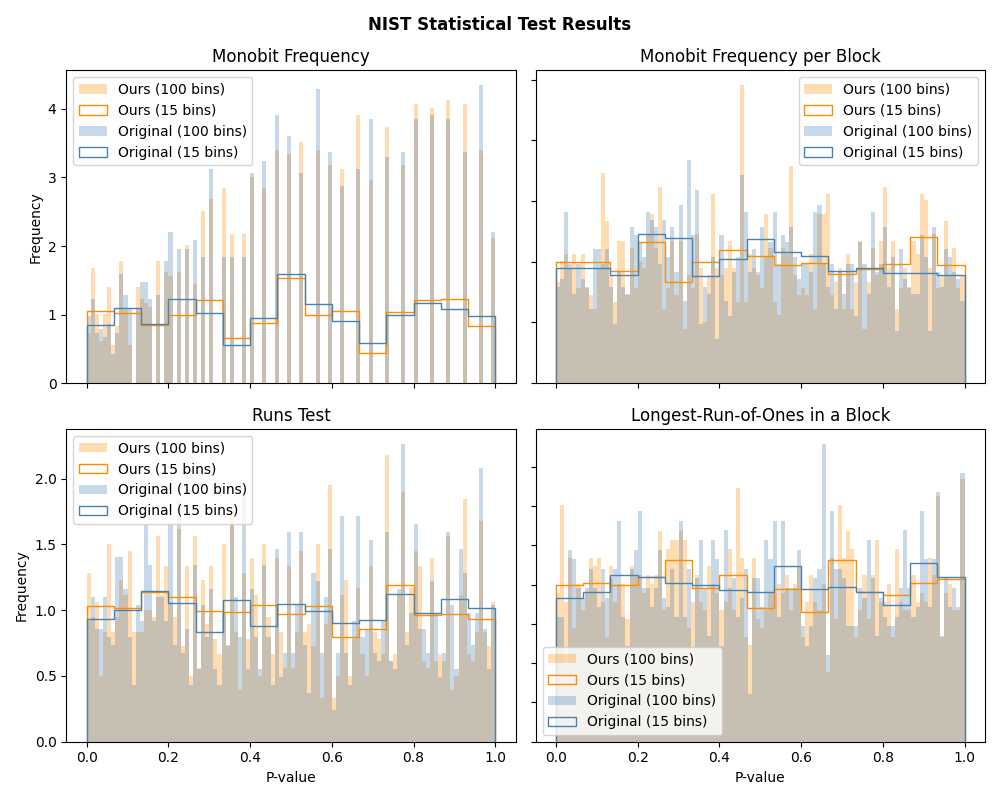 NIST Statistical Test Results
Monobit Frequency
Ours (100 bins)
Ours (15 bins)
Original (100 bins)
Original (15 bins)
Frequency
4
3
2
1
0
Monobit Frequency per Block
Ours (100 bins)
Ours (15 bins)
Original (100 bins)
Original (15 bins)
Runs Test
Ours (100 bins)
Ours (15 bins)
Original (100 bins)
Original (15 bins)
Frequency
2.0
1.5
1.0
0.5
0.0
0.0 0.2 0.4 0.6 0.8 1.0
P-value
Longest-Run-of-Ones in a Block
Ours (100 bins)
Ours (15 bins)
Original (100 bins)
Original (15 bins)
0.0 0.2 0.4 0.6 0.8 1.0
P-value